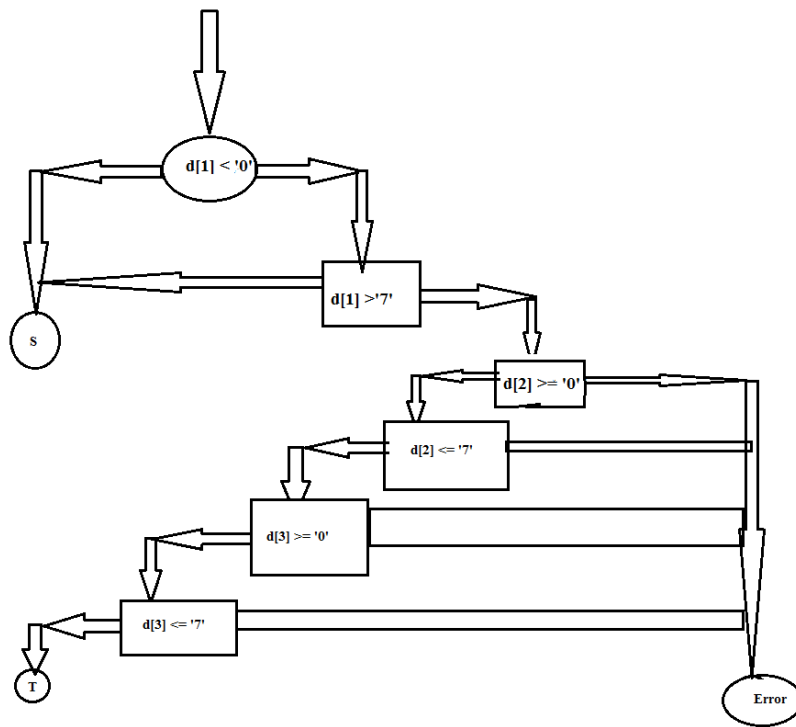 d[1] < '0'
d[1] >'7'
S
d[2] >= '0'
d[2] <= '7'
d[3] >= '0'
d[3] <= '7'
T
Error